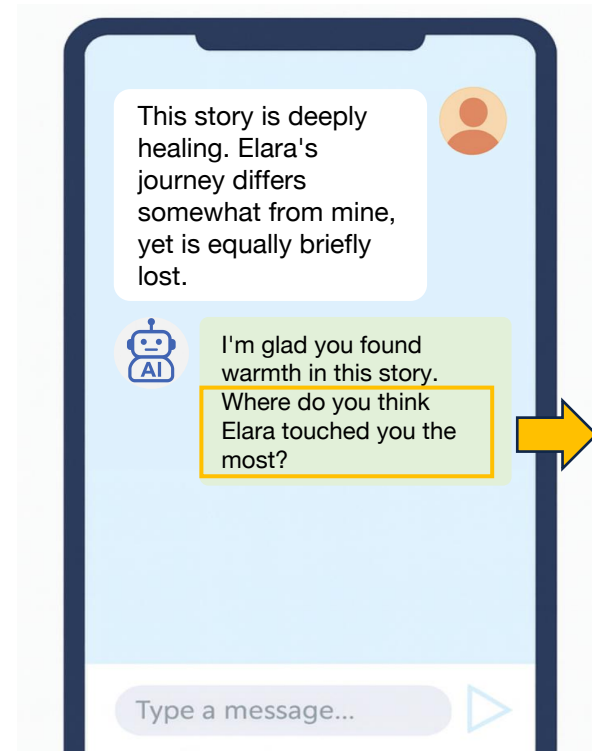 This story is deeply
healing. Elara's
journey differs
somewhat from mine,
yet is equally briefly
lost.
AI
I'm glad you found
warmth in this story.
Where do you think
Elara touched you the
most?
Type a message...